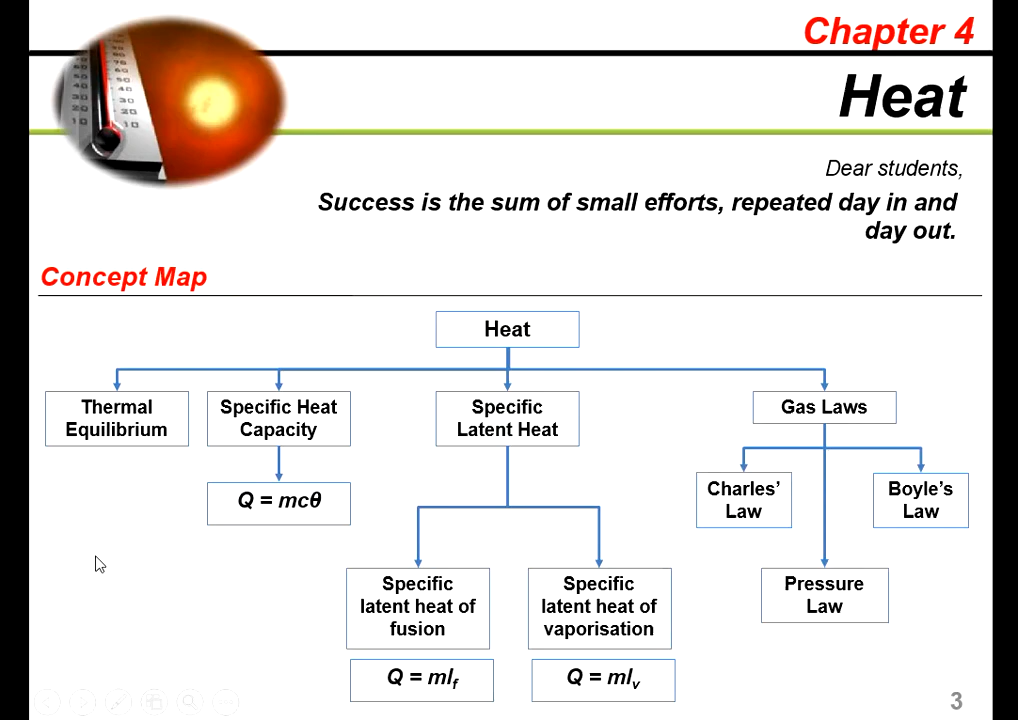 Chapter 4
Heat
Dear students,
Success is the sum of small efforts, repeated day in and
day out.
Concept Map
Heat
Thermal
Equilibrium
Specific Heat
Capacity
Specific
Latent Heat
Gas Laws
Q = mcθ
Charles’
Law
Boyle’s
Law
Specific
latent heat of
fusion
Specific
latent heat of
vaporisation
Pressure
Law
Q = mlf
Q = mlv
3